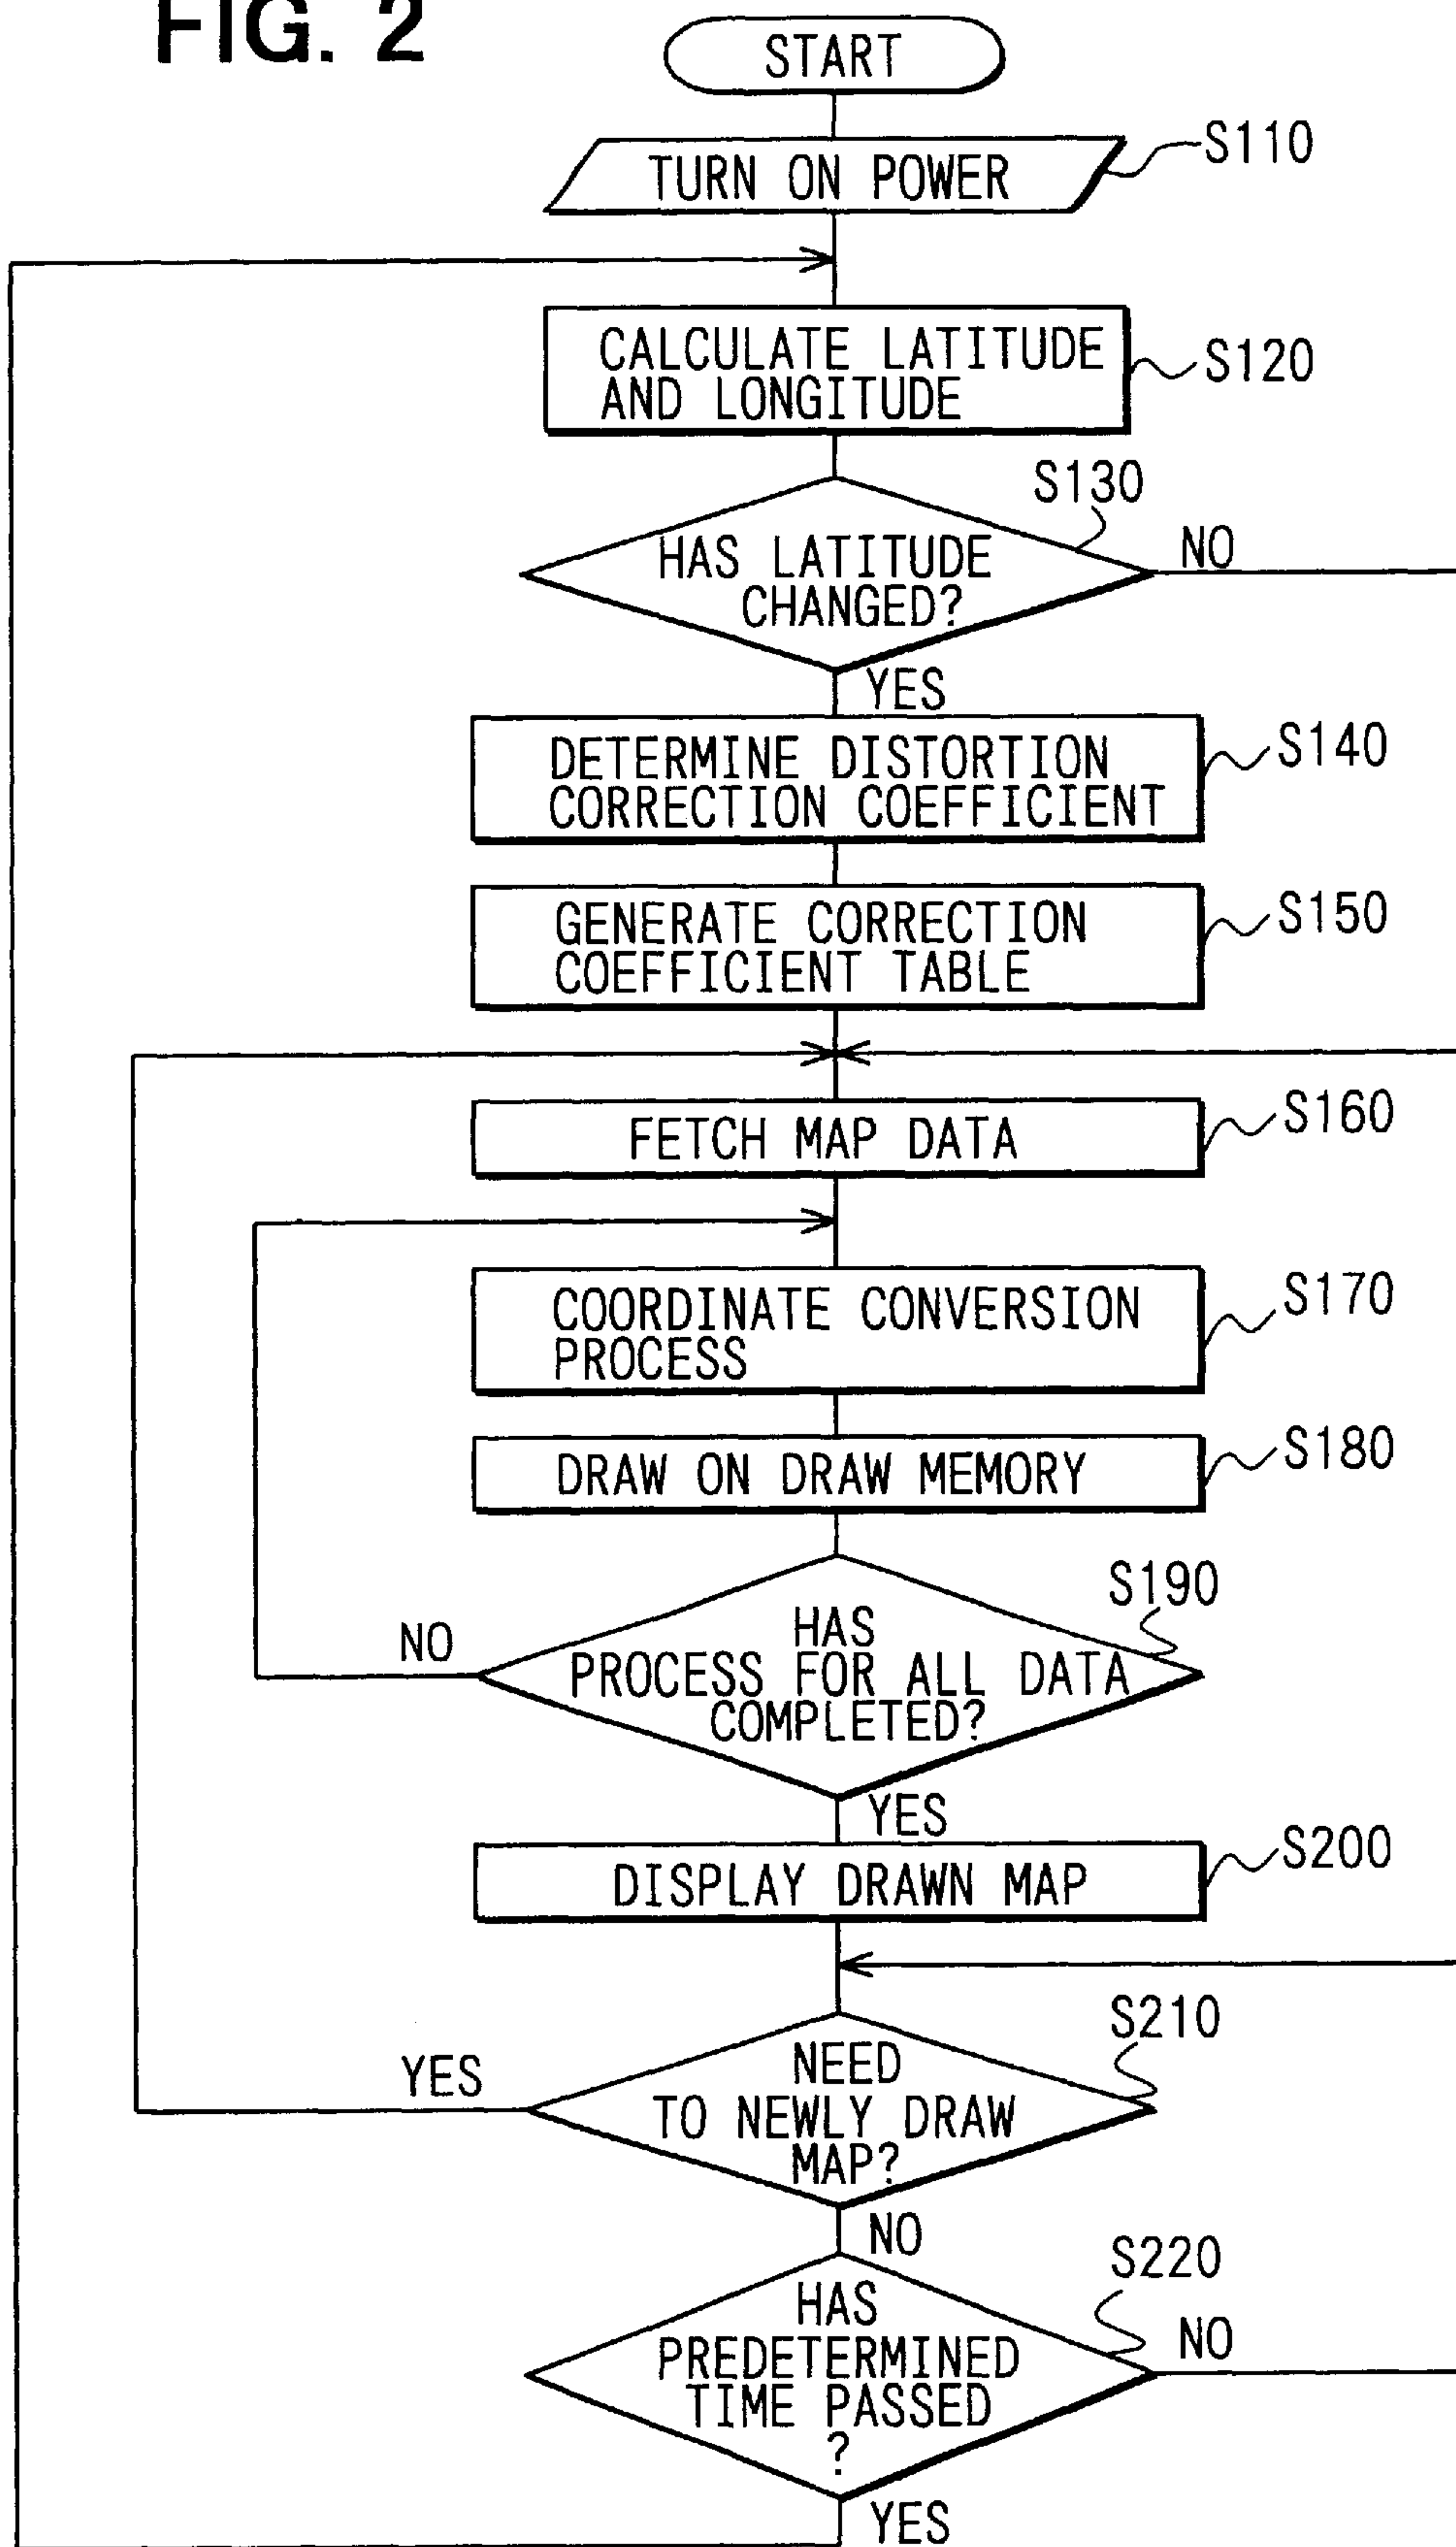 FIG. 2
START
TURN ON POWER
S110
CALCULATE LATITUDE
AND LONGITUDE
S120
S130
HAS LATITUDE
CHANGED?
NO
YES
DETERMINE DISTORTION
CORRECTION COEFFICIENT
S140
GENERATE CORRECTION
COEFFICIENT TABLE
S150
FETCH MAP DATA
S160
COORDINATE CONVERSION
PROCESS
S170
DRAW ON DRAW MEMORY
S180
S190
HAS
PROCESS FOR ALL DATA
COMPLETED?
NO
YES
DISPLAY DRAWN MAP
S200
S210
NEED
TO NEWLY DRAW
MAP?
YES
NO
S220
HAS
PREDETERMINED
TIME PASSED
?
NO
YES